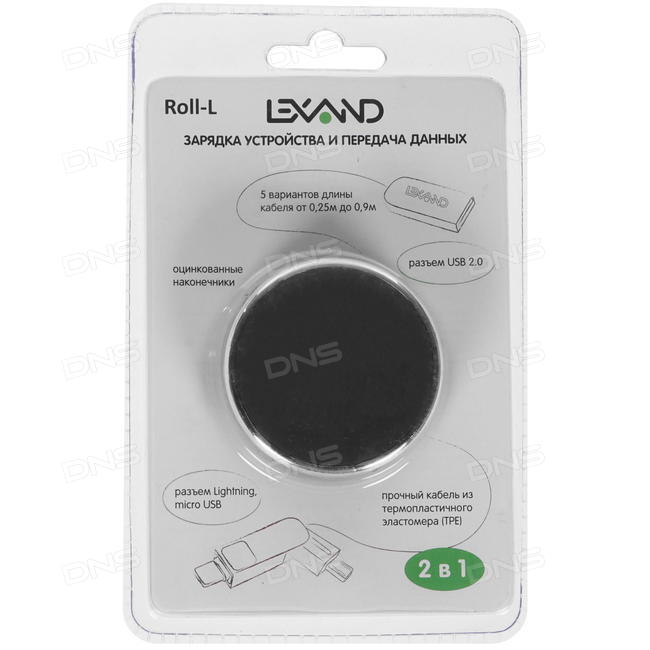 Roll-L
LEXAND
ЗАРЯДКА УСТРОЙСТВА И ПЕРЕДАЧА ДАННЫХ
5 вариантов длины
кабеля от 0,25м до 0,9м
LEXAND
разъем USB 2.0
оцинкованные
наконечники
разъем Lightning,
micro USB
прочный кабель из
термопластичного
эластомера (TPE)
2 в 1
DNS